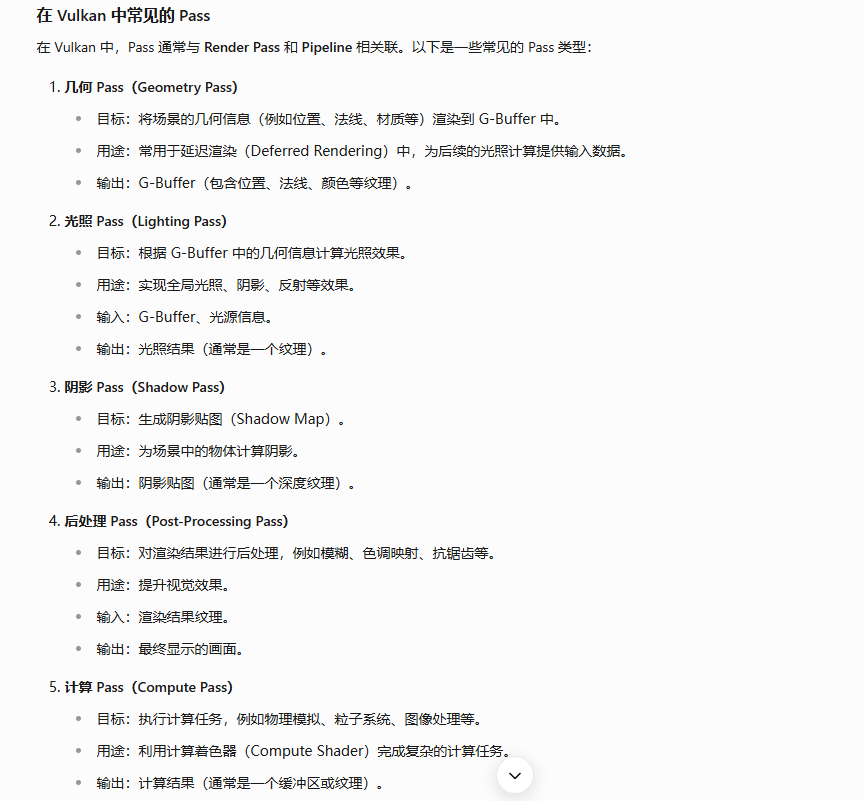 在 Vulkan 中常见的 Pass
在 Vulkan 中，Pass 通常与 Render Pass 和 Pipeline 相关联。以下是一些常见的 Pass 类型：
1. 几何 Pass（Geometry Pass）
目标：将场景的几何信息（例如位置、法线、材质等）渲染到 G-Buffer 中。
用途：常用于延迟渲染（Deferred Rendering）中，为后续的光照计算提供输入数据。
输出：G-Buffer（包含位置、法线、颜色等纹理）。
2. 光照 Pass（Lighting Pass）
目标：根据 G-Buffer 中的几何信息计算光照效果。
用途：实现全局光照、阴影、反射等效果。
输入：G-Buffer、光源信息。
输出：光照结果（通常是一个纹理）。
3. 阴影 Pass（Shadow Pass）
目标：生成阴影贴图（Shadow Map）。
用途：为场景中的物体计算阴影。
输出：阴影贴图（通常是一个深度纹理）。
4. 后处理 Pass（Post-Processing Pass）
目标：对渲染结果进行后处理，例如模糊、色调映射、抗锯齿等。
用途：提升视觉效果。
输入：渲染结果纹理。
输出：最终显示的画面。
5. 计算 Pass（Compute Pass）
目标：执行计算任务，例如物理模拟、粒子系统、图像处理等。
用途：利用计算着色器（Compute Shader）完成复杂的计算任务。
输出：计算结果（通常是一个缓冲区或纹理）。